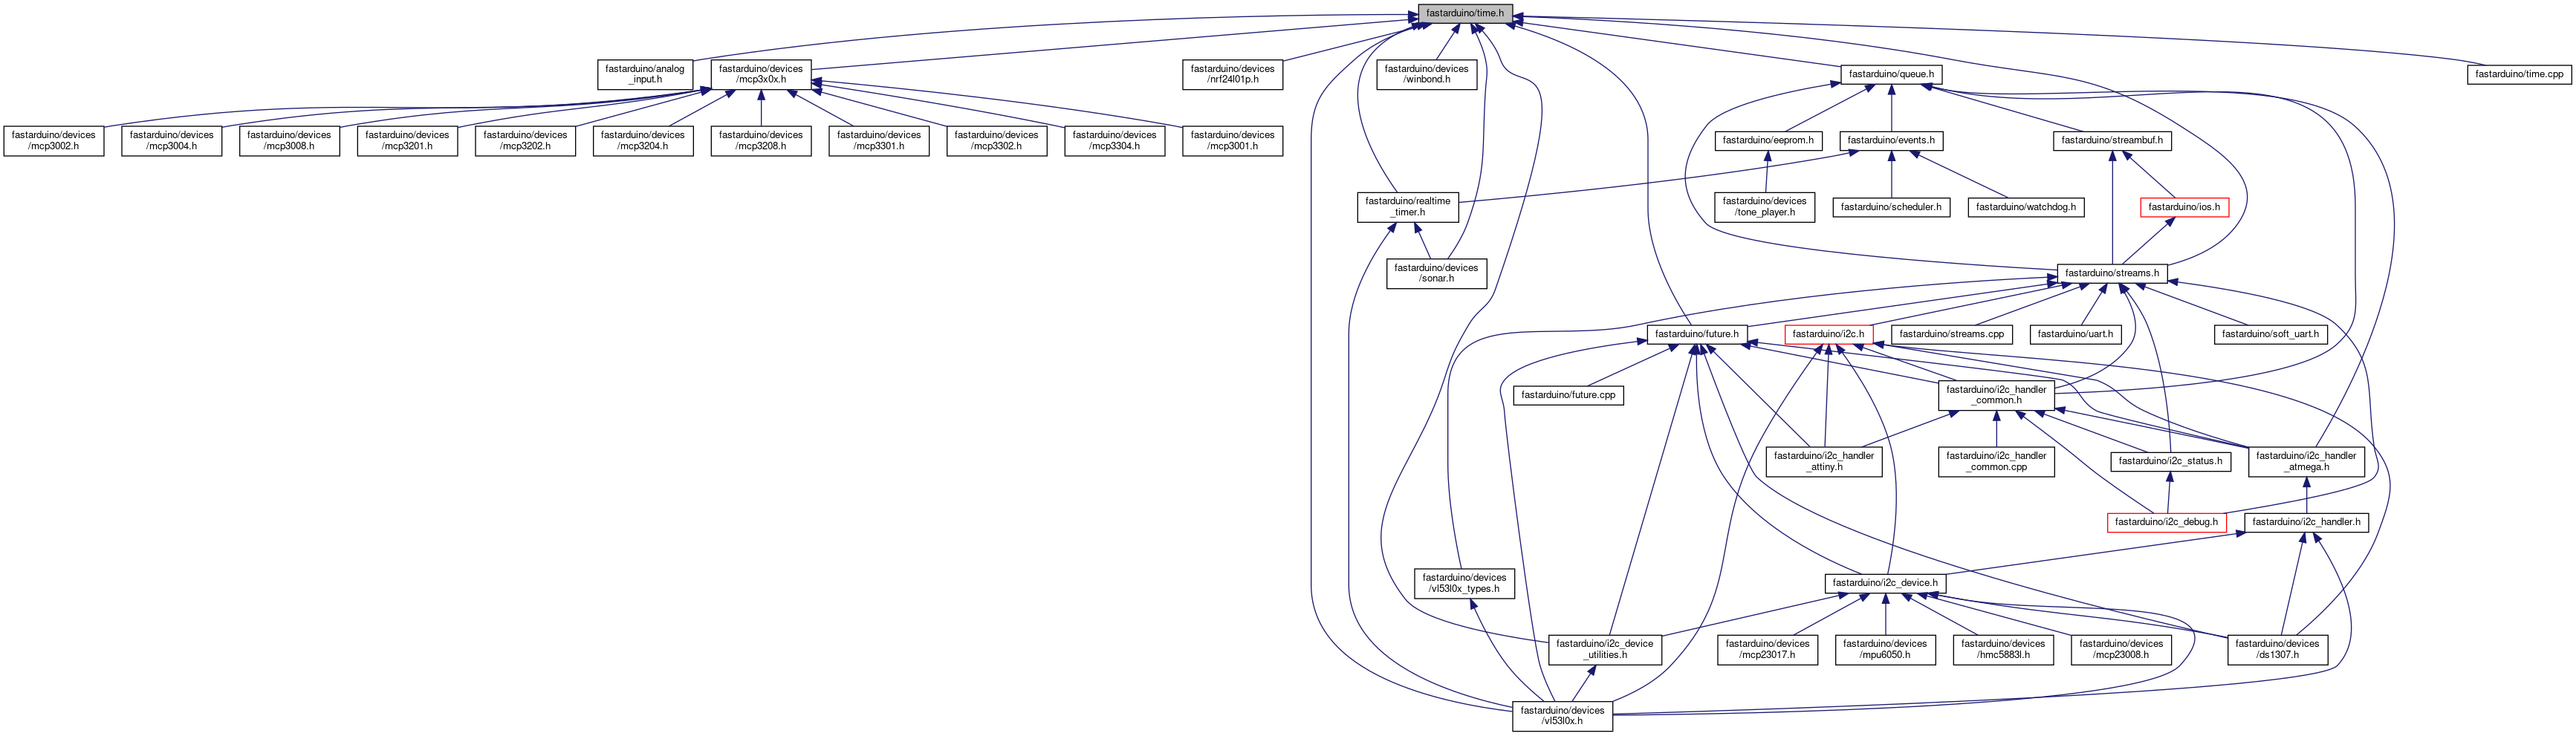 fastarduino/time.h
fastarduino/analog
_input.h
fastarduino/devices
/mcp3x0x.h
fastarduino/devices
/nrf24l01p.h
fastarduino/devices
/winbond.h
fastarduino/queue.h
fastarduino/time.cpp
fastarduino/devices
/mcp3002.h
fastarduino/devices
/mcp3004.h
fastarduino/devices
/mcp3008.h
fastarduino/devices
/mcp3201.h
fastarduino/devices
/mcp3202.h
fastarduino/devices
/mcp3204.h
fastarduino/devices
/mcp3208.h
fastarduino/devices
/mcp3301.h
fastarduino/devices
/mcp3302.h
fastarduino/devices
/mcp3304.h
fastarduino/devices
/mcp3001.h
fastarduino/eeprom.h
fastarduino/events.h
fastarduino/streambuf.h
fastarduino/realtime
_timer.h
fastarduino/devices
/tone_player.h
fastarduino/scheduler.h
fastarduino/watchdog.h
fastarduino/ios.h
fastarduino/devices
/sonar.h
fastarduino/streams.h
fastarduino/future.h
fastarduino/i2c.h
fastarduino/streams.cpp
fastarduino/uart.h
fastarduino/soft_uart.h
fastarduino/future.cpp
fastarduino/i2c_handler
_common.h
fastarduino/i2c_handler
_attiny.h
fastarduino/i2c_handler
_common.cpp
fastarduino/i2c_status.h
fastarduino/i2c_handler
_atmega.h
fastarduino/i2c_debug.h
fastarduino/i2c_handler.h
fastarduino/devices
/vl53l0x_types.h
fastarduino/i2c_device.h
fastarduino/i2c_device
_utilities.h
fastarduino/devices
/mcp23017.h
fastarduino/devices
/mpu6050.h
fastarduino/devices
/hmc5883l.h
fastarduino/devices
/mcp23008.h
fastarduino/devices
/ds1307.h
fastarduino/devices
/vl53l0x.h